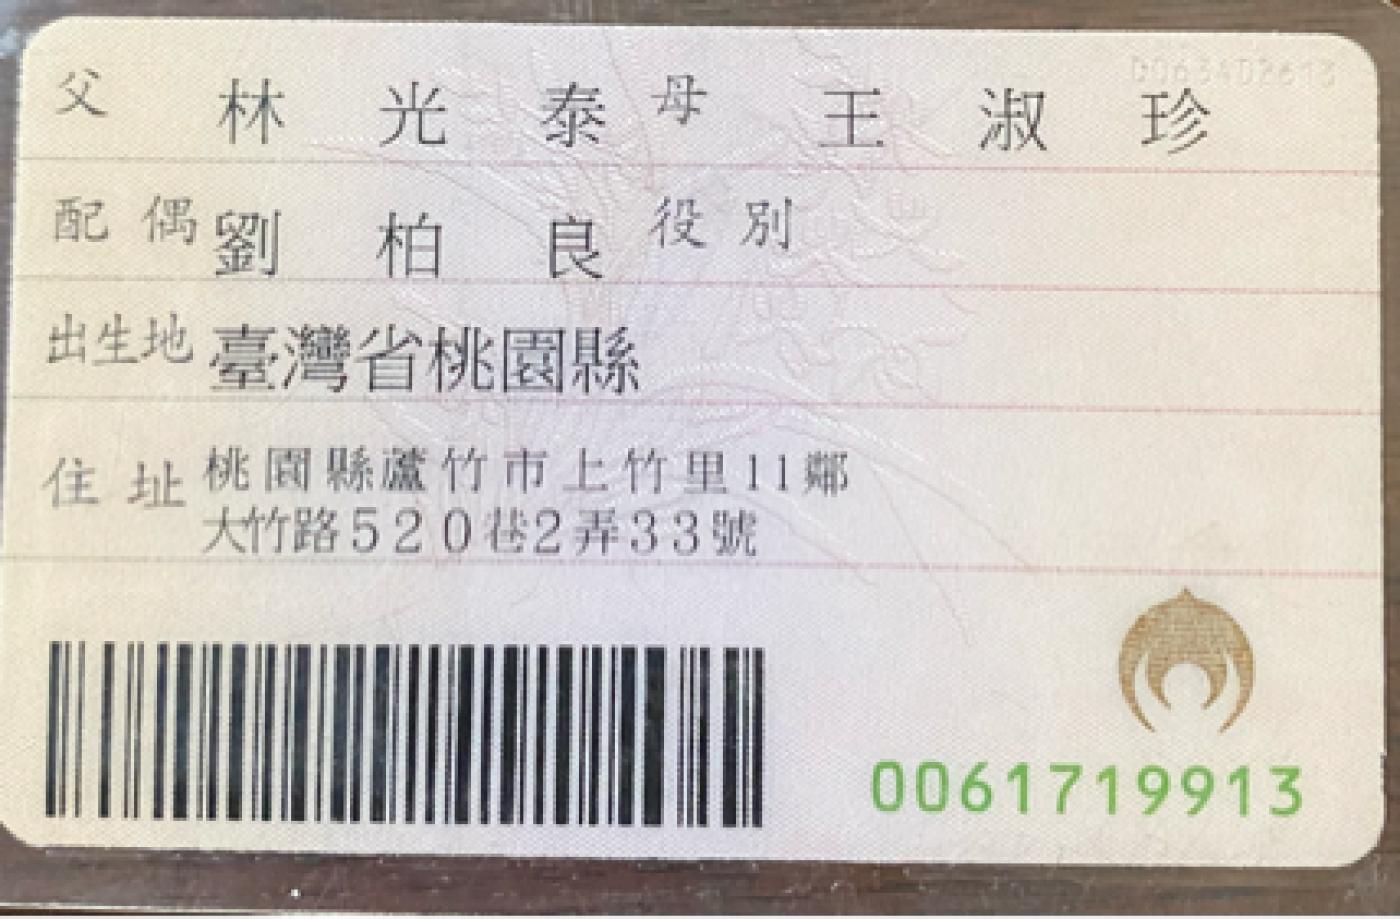 父 林光泰 母 王淑珍
配偶 劉柏良 役別
出生地 臺灣省桃園縣
住址 桃園縣蘆竹市上竹里11鄰
大竹路520巷2弄33號
0061719913